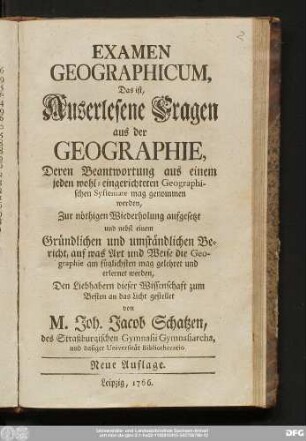 2
EXAMEN
GEOGRAPHICUM,
Das ist,
Auserlesene Fragen
aus der
GEOGRAPHIE,
Deren Beantwortung aus einem
jeden wohl-eingerichteten Geographi-
schen Systemate mag genommen
werden,
Zur nöthigen Wiederholung aufgesetzt
und nebst einem
Gründlichen und umständlichen Be-
richt, auf was Art und Weise die Geo-
graphie am füglichsten mag gelehret und
erlernet werden,
Den Liebhabern dieser Wissenschaft zum
Besten an das Licht gestellet
von
M. Joh. Jacob Schatzen,
des Straßburgischen Gymnasii Gymnasiarcha,
und dasiger Universität Bibliothecario.
Neue Auflage.
Leipzig, 1766.